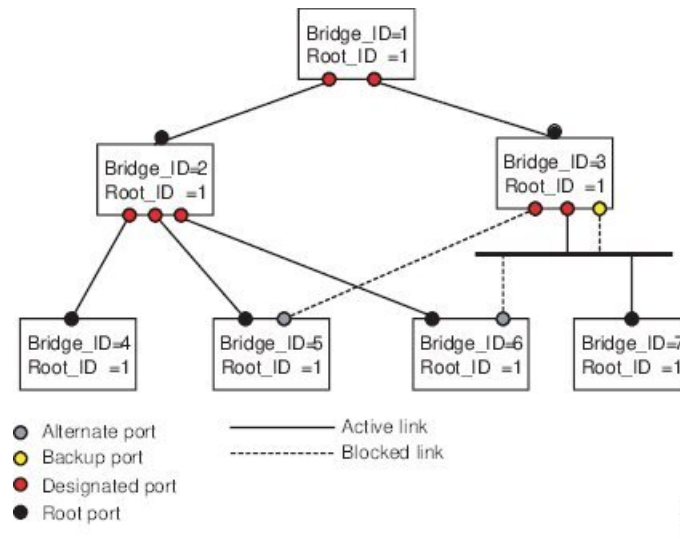 Bridge_ID=1
Root_ID =1
Bridge_ID=2
Root_ID =1
Bridge_ID=3
Root_ID =1
Bridge_ID=4
Root_ID =1
Bridge_ID=5
Root_ID =1
Bridge_ID=6
Root_ID =1
Bridge_ID=7
Root_ID =1
Alternate port
Backup port
Designated port
Root port
Active link
Blocked link